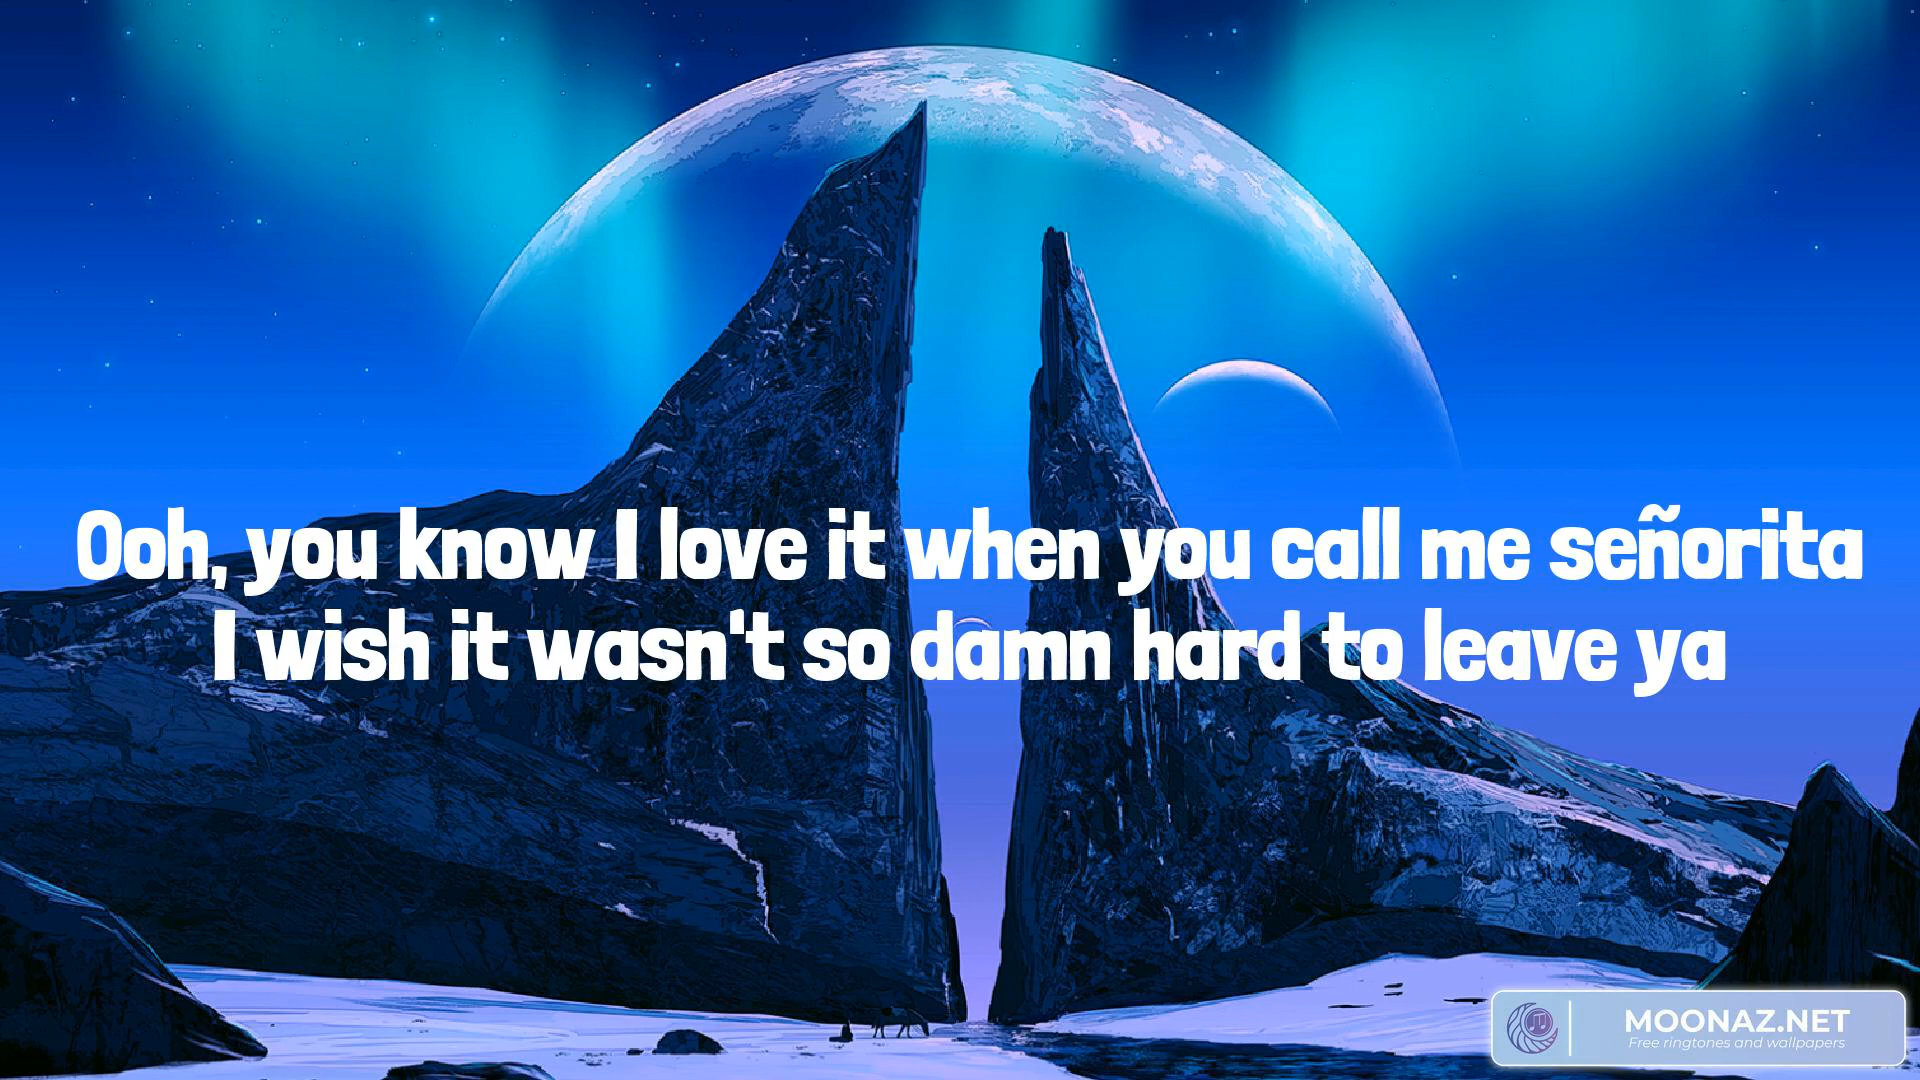 Ooh, you know I love it when you call me señorita
I wish it wasn't so damn hard to leave ya
MOONAZ.NET
Free ringtones and wallpapers